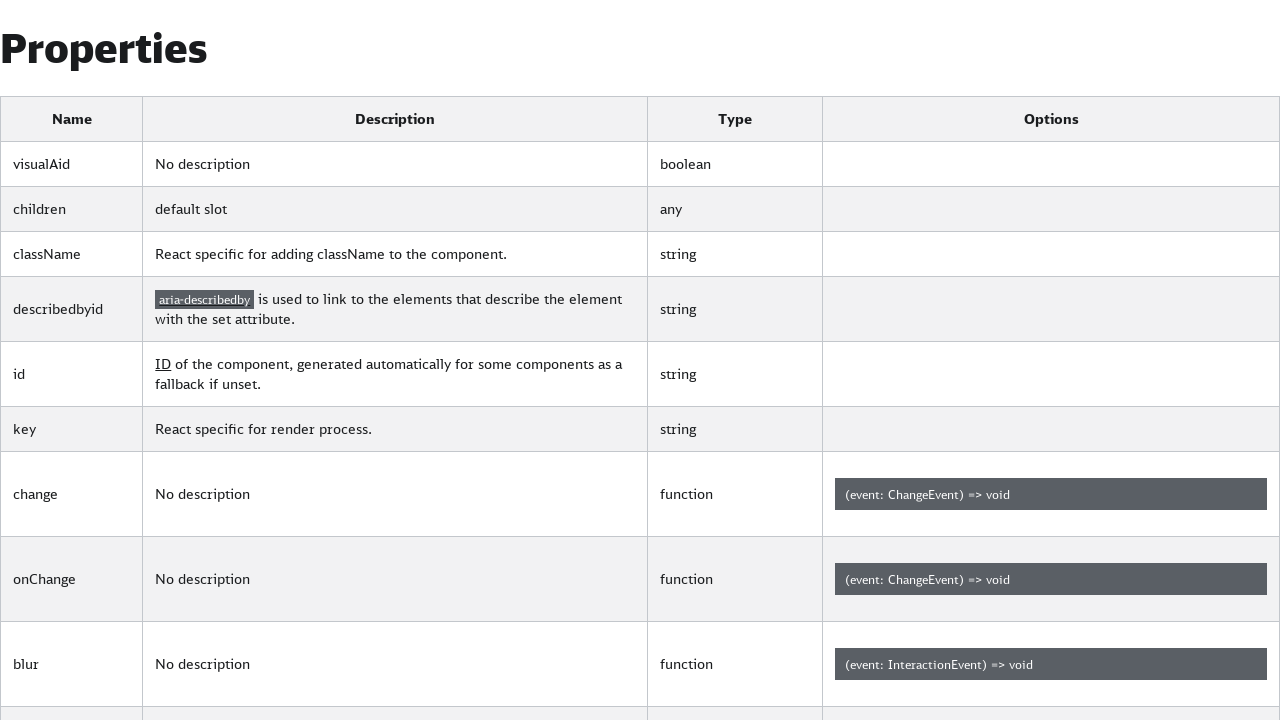 Properties
Name Description Type Options
visualAid No description boolean
children default slot any
className React specific for adding className to the component. string
aria-describedby is used to link to the elements that describe the element
describedbyid string
with the set attribute.
ID of the component, generated automatically for some components as a
id string
fallback if unset.
key React specific for render process. string
change No description function (event: ChangeEvent) => void
onChange No description function (event: ChangeEvent) => void
blur No description function (event: InteractionEvent) => void